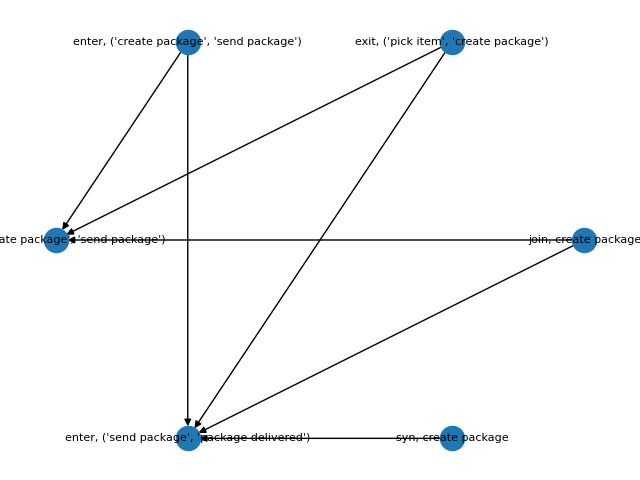 enter, ('create package', 'send package')
exit, ('pick item', 'create package')
ate package', 'send package')
join, create package
enter, ('send package', 'package delivered')
syn, create package